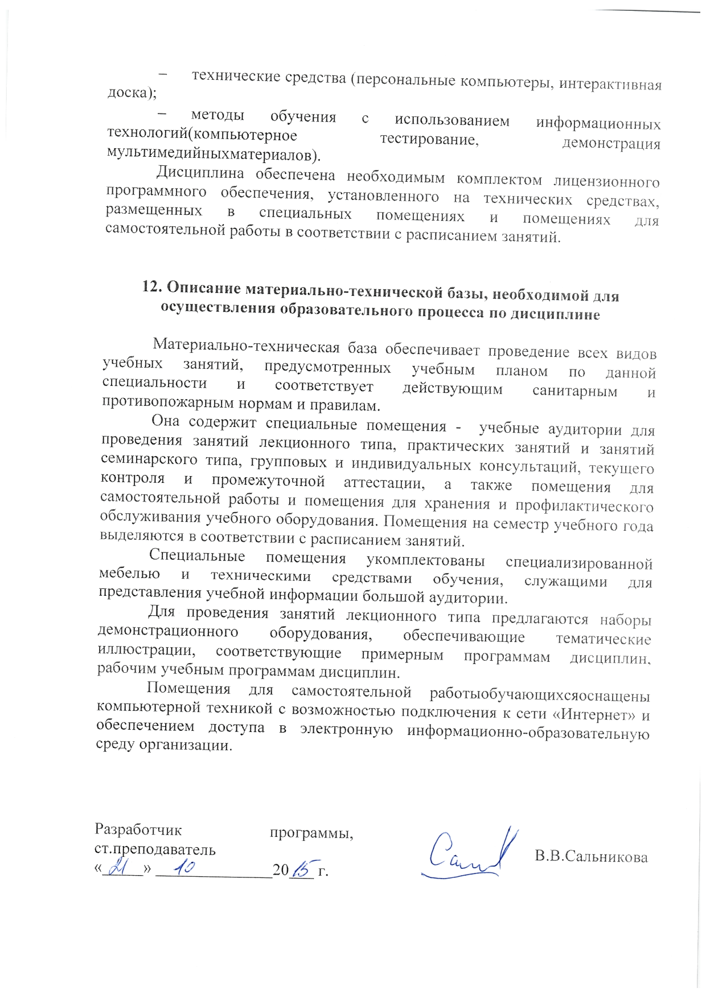 – технические средства (персональные компьютеры, интерактивная
доска);
– методы обучения с использованием информационных
технологий(компьютерное тестирование, демонстрация
мультимедийныхматериалов).
Дисциплина обеспечена необходимым комплектом лицензионного
программного обеспечения, установленного на технических средствах,
размещенных в специальных помещениях и помещениях для
самостоятельной работы в соответствии с расписанием занятий.
12. Описание материально-технической базы, необходимой для
осуществления образовательного процесса по дисциплине
Материально-техническая база обеспечивает проведение всех видов
учебных занятий, предусмотренных учебным планом по данной
специальности и соответствует действующим санитарным и
противопожарным нормам и правилам.
Она содержит специальные помещения - учебные аудитории для
проведения занятий лекционного типа, практических занятий и занятий
семинарского типа, групповых и индивидуальных консультаций, текущего
контроля и промежуточной аттестации, а также помещения для
самостоятельной работы и помещения для хранения и профилактического
обслуживания учебного оборудования. Помещения на семестр учебного года
выделяются в соответствии с расписанием занятий.
Специальные помещения укомплектованы специализированной
мебелью и техническими средствами обучения, служащими для
представления учебной информации большой аудитории.
Для проведения занятий лекционного типа предлагаются наборы
демонстрационного оборудования, обеспечивающие тематические
иллюстрации, соответствующие примерным программам дисциплин,
рабочим учебным программам дисциплин.
Помещения для самостоятельной работыобучающихсяоснащены
компьютерной техникой с возможностью подключения к сети «Интернет» и
обеспечением доступа в электронную информационно-образовательную
среду организации.
Разработчик программы,
ст.преподаватель В.В.Сальникова
«21» 10 2015 г.